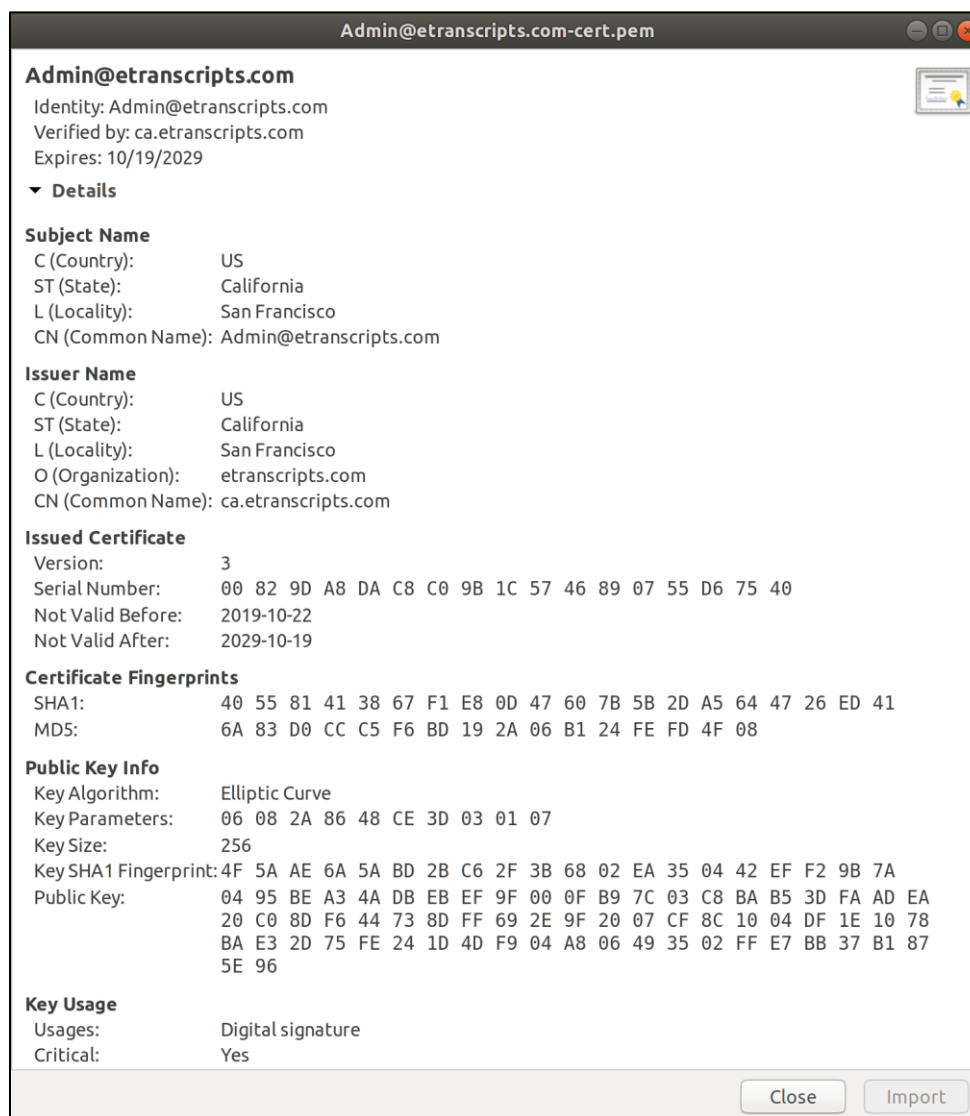 Admin@etranscripts.com-cert.pem
Admin@etranscripts.com
Identity: Admin@etranscripts.com
Verified by: ca.etranscripts.com
Expires: 10/19/2029
Details
Subject Name
C (Country): US
ST (State): California
L (Locality): San Francisco
CN (Common Name): Admin@etranscripts.com
Issuer Name
C (Country): US
ST (State): California
L (Locality): San Francisco
O (Organization): etranscripts.com
CN (Common Name): ca.etranscripts.com
Issued Certificate
Version: 3
Serial Number: 00 82 9D A8 DA C8 C0 9B 1C 57 46 89 07 55 D6 75 40
Not Valid Before: 2019-10-22
Not Valid After: 2029-10-19
Certificate Fingerprints
SHA1: 40 55 81 41 38 67 F1 E8 0D 47 60 7B 5B 2D A5 64 47 26 ED 41
MD5: 6A 83 D0 CC C5 F6 BD 19 2A 06 B1 24 FE FD 4F 08
Public Key Info
Key Algorithm: Elliptic Curve
Key Parameters: 06 08 2A 86 48 CE 3D 03 01 07
Key Size: 256
Key SHA1 Fingerprint: 4F 5A AE 6A 5A BD 2B C6 2F 3B 68 02 EA 35 04 42 EF F2 9B 7A
Public Key: 04 95 BE A3 4A DB EB EF 9F 00 0F B9 7C 03 C8 BA B5 3D FA AD EA
20 C0 8D F6 44 73 8D FF 69 2E 9F 20 07 CF 8C 10 04 DF 1E 10 78
BA E3 2D 75 FE 24 1D 4D F9 04 A8 06 49 35 02 FF E7 BB 37 B1 87
5E 96
Key Usage
Usages: Digital signature
Critical: Yes
Close Import